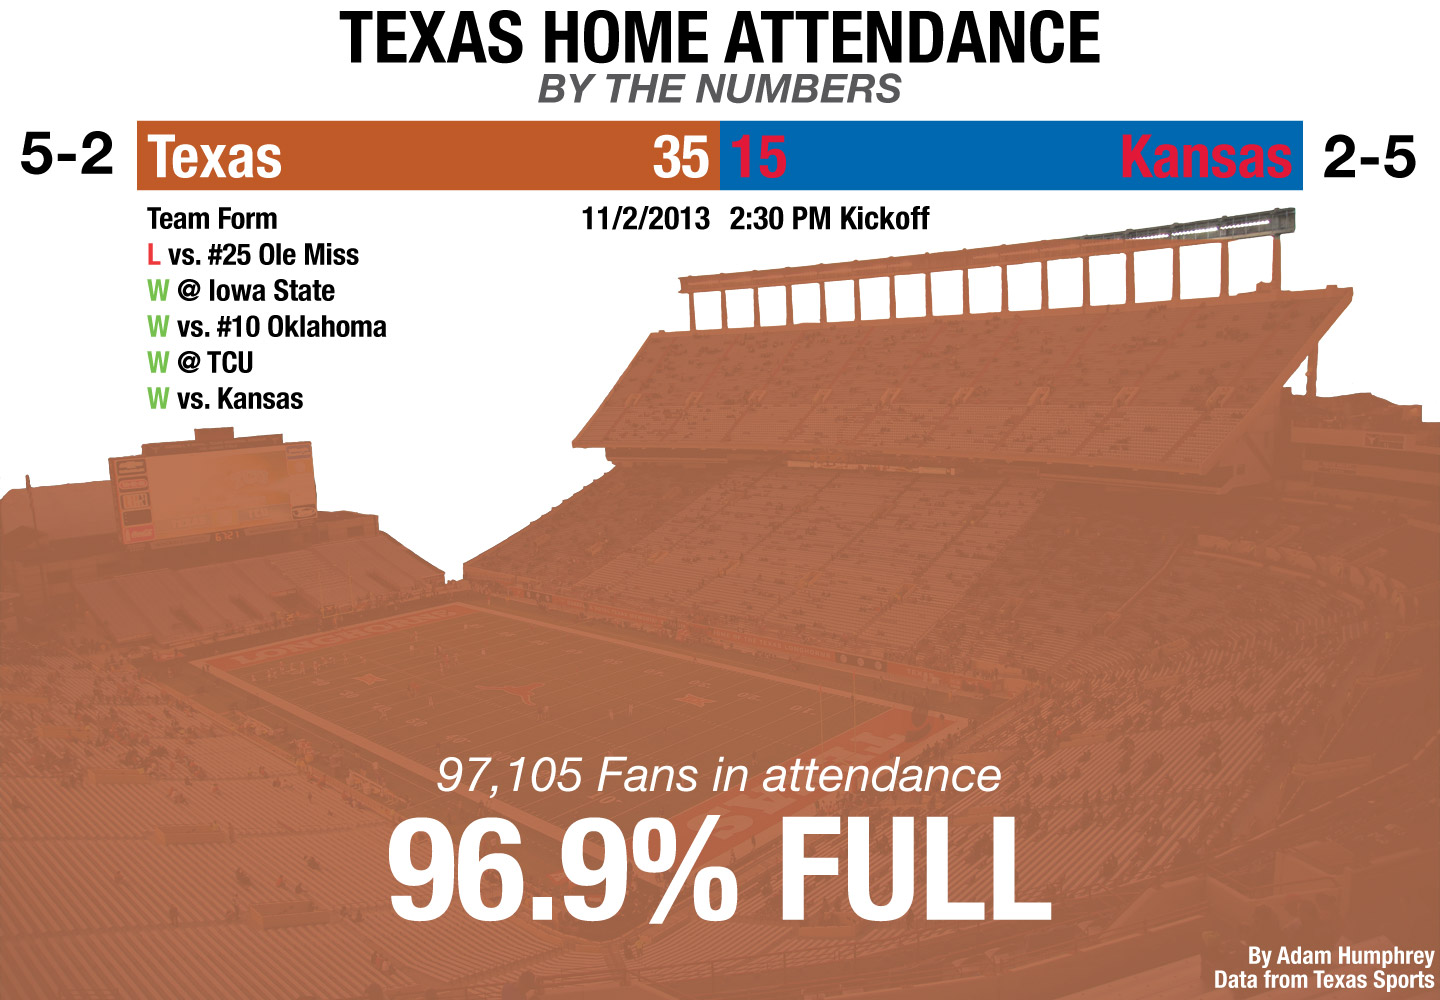 TEXAS HOME ATTENDANCE
BY THE NUMBERS
5-2 Texas 35 15 Kansas 2-5
Team Form 11/2/2013 2:30 PM Kickoff
L vs. #25 Ole Miss
W @ Iowa State
W vs. #10 Oklahoma
W @ TCU
W vs. Kansas
LONGHORNS
TEXAS
97,105 Fans in attendance
96.9% FULL
By Adam Humphrey
Data from Texas Sports